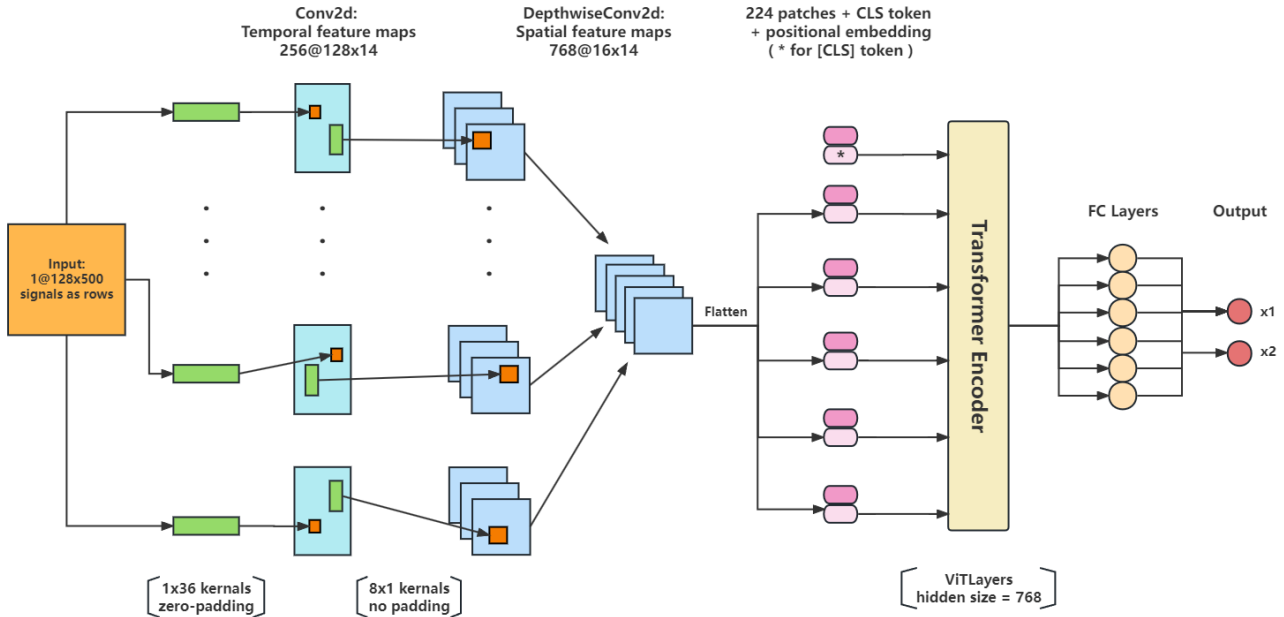 Conv2d:
Temporal feature maps
256@128x14
DepthwiseConv2d:
Spatial feature maps
768@16x14
224 patches + CLS token
+ positional embedding
( * for [CLS] token )
*
Input:
1@128x500
signals as rows
Flatten
Transformer Encoder
FC Layers
Output
x1
x2
1x36 kernals
zero-padding
8x1 kernals
no padding
ViTLayers
hidden size = 768